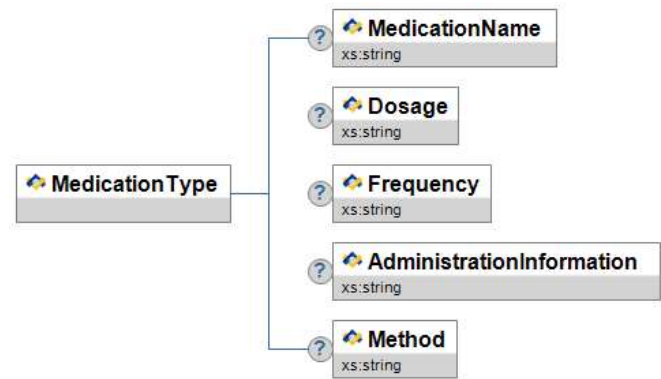 ? MedicationName
xs:string
? Dosage
xs:string
MedicationType
? Frequency
xs:string
? AdministrationInformation
xs:string
? Method
xs:string